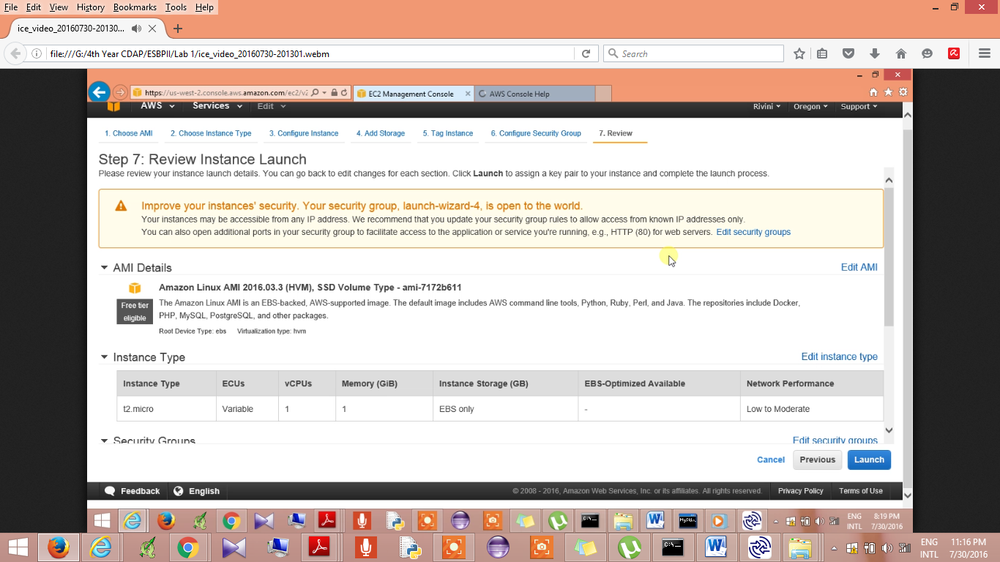 File Edit View History Bookmarks Tools Help
ice_video_20160730-20130...
file:///G:/4th Year CDAP/ESBPII/Lab 1/ice_video_20160730-201301.webm
Search
https://us-west-2.console.aws.amazon.com/ec2/v2
EC2 Management Console
AWS Console Help
AWS Services Edit Rivini Oregon Support
1. Choose AMI 2. Choose Instance Type 3. Configure Instance 4. Add Storage 5. Tag Instance 6. Configure Security Group 7. Review
Step 7: Review Instance Launch
Please review your instance launch details. You can go back to edit changes for each section. Click Launch to assign a key pair to your instance and complete the launch process.
Improve your instances' security. Your security group, launch-wizard-4, is open to the world.
Your instances may be accessible from any IP address. We recommend that you update your security group rules to allow access from known IP addresses only.
You can also open additional ports in your security group to facilitate access to the application or service you're running, e.g., HTTP (80) for web servers. Edit security groups
AMI Details Edit AMI
Amazon Linux AMI 2016.03.3 (HVM), SSD Volume Type - ami-7172b611
Free tier
eligible
The Amazon Linux AMI is an EBS-backed, AWS-supported image. The default image includes AWS command line tools, Python, Ruby, Perl, and Java. The repositories include Docker,
PHP, MySQL, PostgreSQL, and other packages.
Root Device Type: ebs Virtualization type: hvm
Instance Type Edit instance type
Instance Type ECUs vCPUs Memory (GiB) Instance Storage (GB) EBS-Optimized Available Network Performance
t2.micro Variable 1 1 EBS only - Low to Moderate
Security Groups Edit security groups
Cancel Previous Launch
Feedback English © 2008 - 2016, Amazon Web Services, Inc. or its affiliates. All rights reserved. Privacy Policy Terms of Use
ENG 8:19 PM
INTL 7/30/2016
ENG 11:16 PM
INTL 7/30/2016